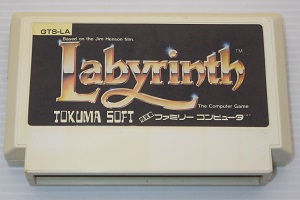 GTS-LA
Based on the Jim Henson film.
Labyrinth™
The Computer Game
TOKUMA SOFT ファミリー コンピュータ